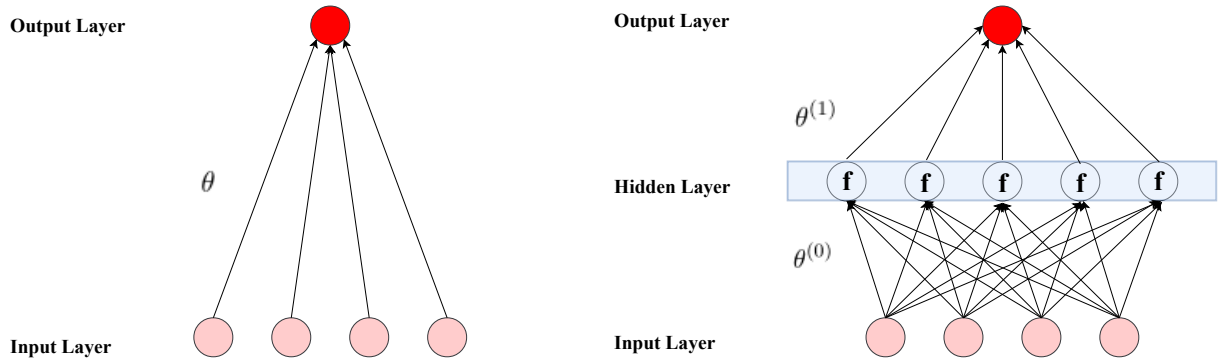 Output Layer
θ
Input Layer
Output Layer
θ^(1)
Hidden Layer
f f f f f
θ^(0)
Input Layer